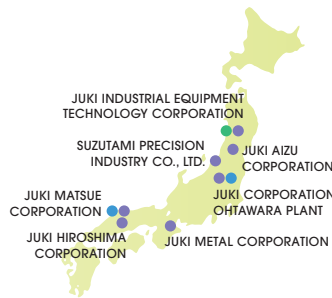 JUKI INDUSTRIAL EQUIPMENT
TECHNOLOGY CORPORATION
SUZUTAMI PRECISION
INDUSTRY CO., LTD.
JUKI AIZU
CORPORATION
JUKI MATSUE
CORPORATION
JUKI CORPORATION
OHTAWARA PLANT
JUKI HIROSHIMA
CORPORATION
JUKI METAL CORPORATION